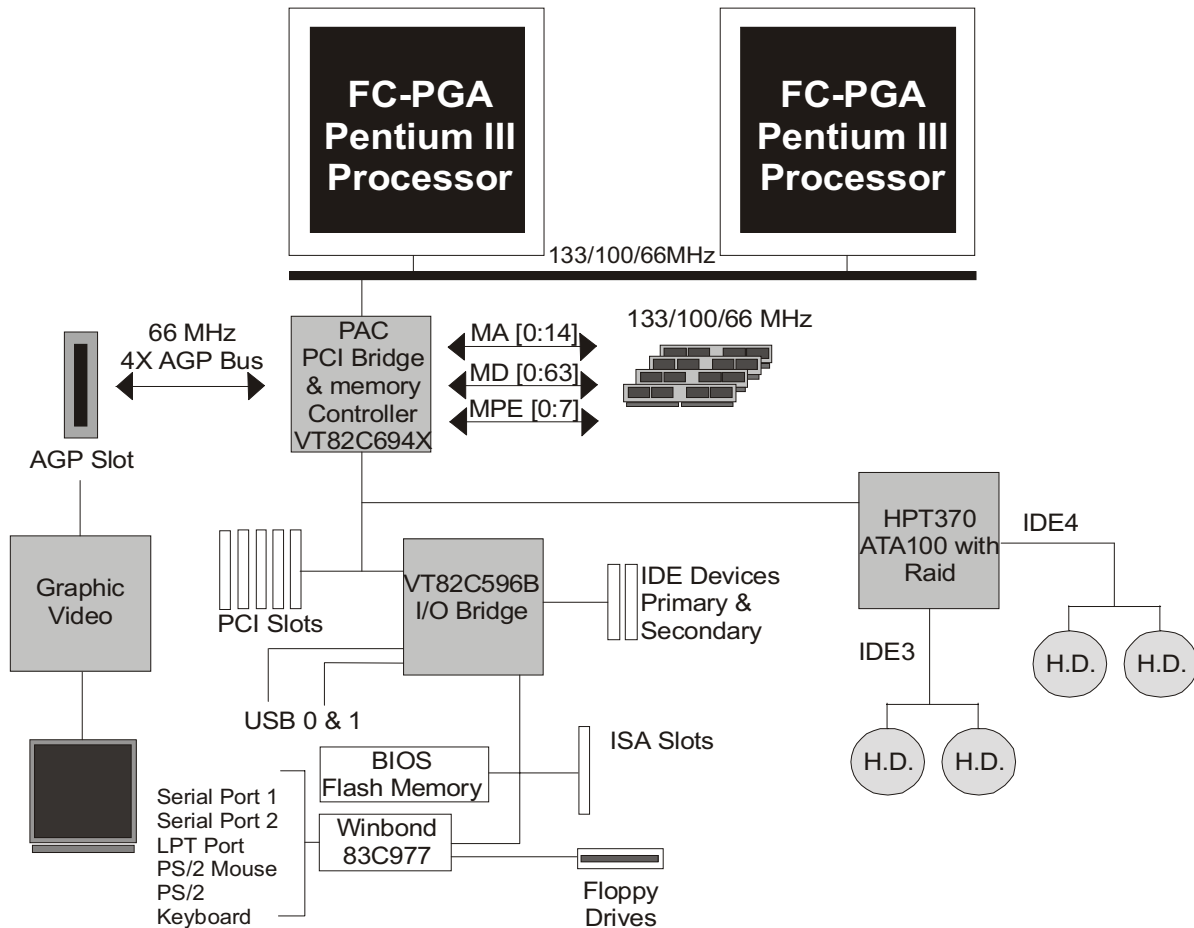 FC-PGA
Pentium III
Processor
FC-PGA
Pentium III
Processor
133/100/66MHz
66 MHz
4X AGP Bus
PAC
PCI Bridge
& memory
Controller
VT82C694X
MA [0:14]
MD [0:63]
MPE [0:7]
133/100/66 MHz
AGP Slot
Graphic
Video
PCI Slots
VT82C596B
I/O Bridge
IDE Devices
Primary &
Secondary
HPT370
ATA100 with
Raid
IDE4
IDE3
H.D.
H.D.
H.D.
H.D.
USB 0 & 1
BIOS
Flash Memory
ISA Slots
Serial Port 1
Serial Port 2
LPT Port
PS/2 Mouse
PS/2
Keyboard
Winbond
83C977
Floppy
Drives